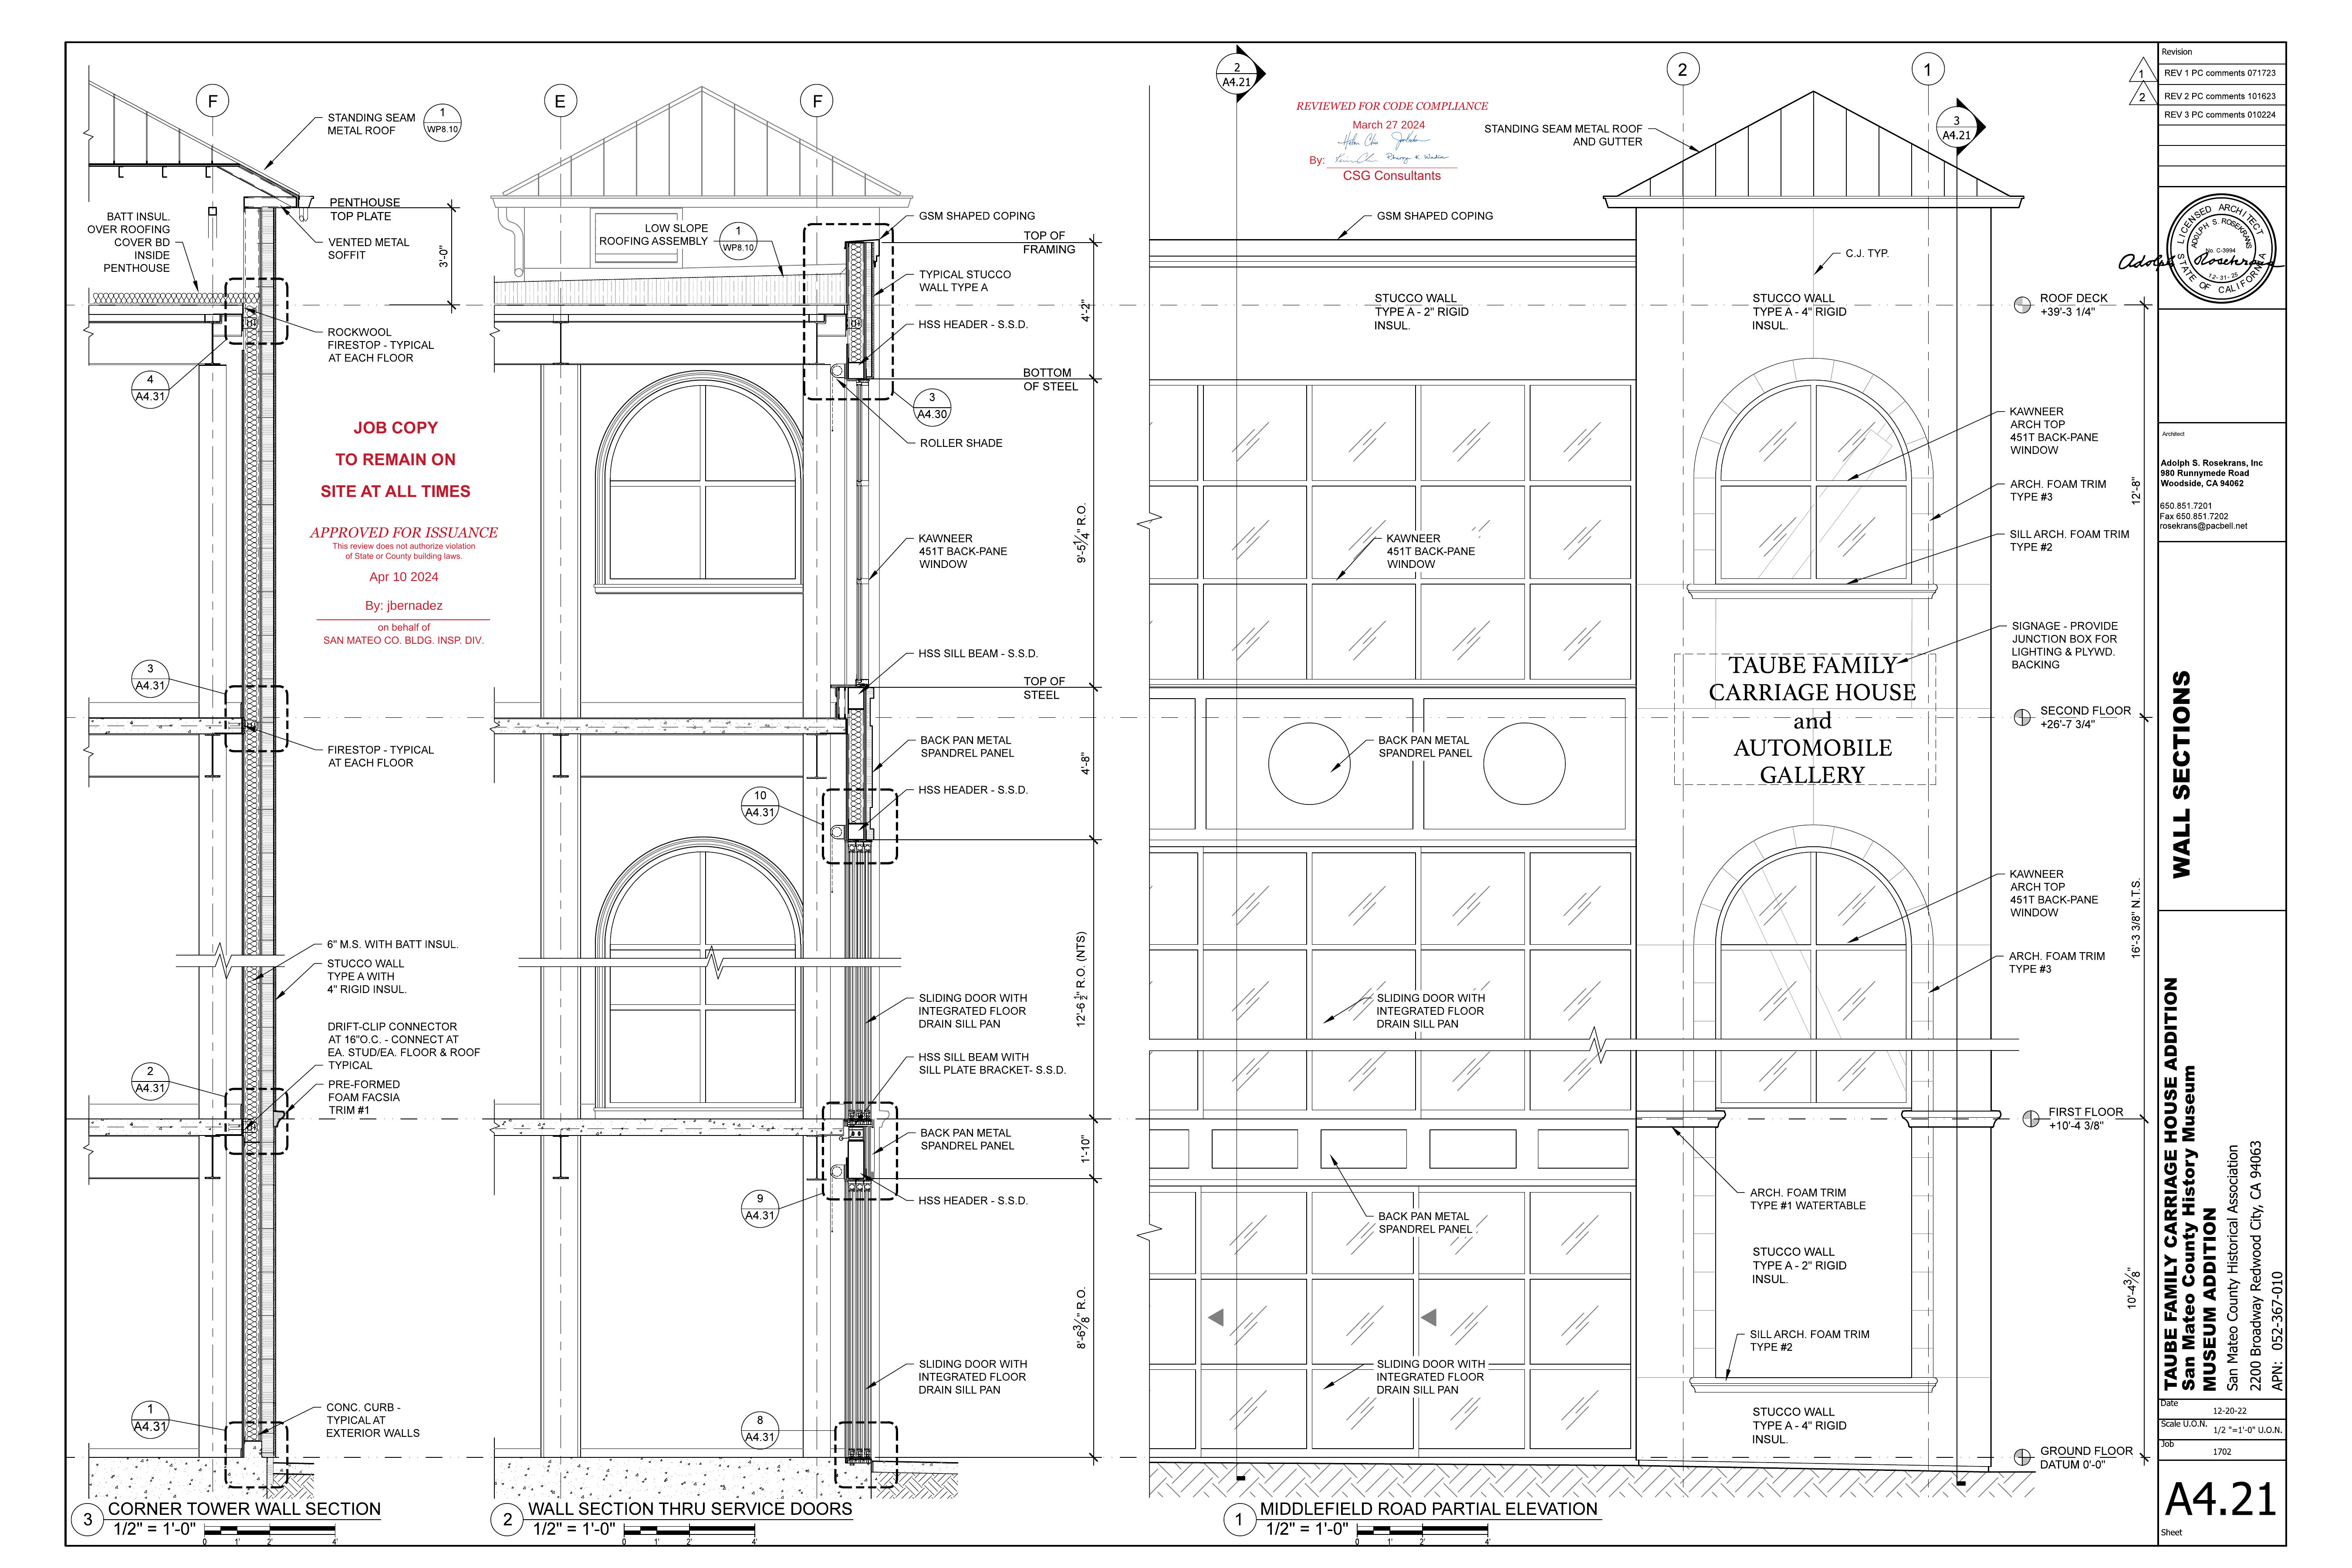 F
STANDING SEAM
METAL ROOF
1
WP8.10
PENTHOUSE
TOP PLATE
BATT INSUL.
OVER ROOFING
COVER BD
INSIDE
PENTHOUSE
VENTED METAL
SOFFIT
3'-0"
ROCKWOOL
FIRESTOP - TYPICAL
AT EACH FLOOR
4
A4.31
JOB COPY
TO REMAIN ON
SITE AT ALL TIMES
APPROVED FOR ISSUANCE
This review does not authorize violation
of State or County building laws.
Apr 10 2024
By: jbernadez
on behalf of
SAN MATEO CO. BLDG. INSP. DIV.
3
A4.31
FIRESTOP - TYPICAL
AT EACH FLOOR
6" M.S. WITH BATT INSUL.
STUCCO WALL
TYPE A WITH
4" RIGID INSUL.
DRIFT-CLIP CONNECTOR
AT 16"O.C. - CONNECT AT
EA. STUD/EA. FLOOR & ROOF
TYPICAL
2
A4.31
PRE-FORMED
FOAM FACSIA
TRIM #1
CONC. CURB -
TYPICAL AT
EXTERIOR WALLS
1
A4.31
3
CORNER TOWER WALL SECTION
1/2" = 1'-0"
0 1' 2' 4'
E
F
LOW SLOPE
ROOFING ASSEMBLY
1
WP8.10
GSM SHAPED COPING
TOP OF
FRAMING
TYPICAL STUCCO
WALL TYPE A
4'-2"
HSS HEADER - S.S.D.
BOTTOM
OF STEEL
3
A4.30
ROLLER SHADE
9'-5 1/4" R.O.
KAWNEER
451T BACK-PANE
WINDOW
HSS SILL BEAM - S.S.D.
TOP OF
STEEL
BACK PAN METAL
SPANDREL PANEL
4'-8"
HSS HEADER - S.S.D.
10
A4.31
12'-6 1/2" R.O. (NTS)
SLIDING DOOR WITH
INTEGRATED FLOOR
DRAIN SILL PAN
HSS SILL BEAM WITH
SILL PLATE BRACKET- S.S.D.
BACK PAN METAL
SPANDREL PANEL
1'-10"
HSS HEADER - S.S.D.
9
A4.31
8'-6 3/8" R.O.
SLIDING DOOR WITH
INTEGRATED FLOOR
DRAIN SILL PAN
8
A4.31
2
WALL SECTION THRU SERVICE DOORS
1/2" = 1'-0"
0 1' 2' 4'
2
A4.21
REVIEWED FOR CODE COMPLIANCE
March 27 2024
By:
CSG Consultants
2
1
3
A4.21
STANDING SEAM METAL ROOF
AND GUTTER
GSM SHAPED COPING
C.J. TYP.
STUCCO WALL
TYPE A - 2" RIGID
INSUL.
STUCCO WALL
TYPE A - 4" RIGID
INSUL.
ROOF DECK
+39'-3 1/4"
KAWNEER
ARCH TOP
451T BACK-PANE
WINDOW
ARCH. FOAM TRIM
TYPE #3
12'-8"
SILL ARCH. FOAM TRIM
TYPE #2
KAWNEER
451T BACK-PANE
WINDOW
SIGNAGE - PROVIDE
JUNCTION BOX FOR
LIGHTING & PLYWD.
BACKING
TAUBE FAMILY
CARRIAGE HOUSE
and
AUTOMOBILE
GALLERY
SECOND FLOOR
+26'-7 3/4"
BACK PAN METAL
SPANDREL PANEL
KAWNEER
ARCH TOP
451T BACK-PANE
WINDOW
16'-3 3/8" N.T.S.
ARCH. FOAM TRIM
TYPE #3
SLIDING DOOR WITH
INTEGRATED FLOOR
DRAIN SILL PAN
FIRST FLOOR
+10'-4 3/8"
ARCH. FOAM TRIM
TYPE #1 WATERTABLE
BACK PAN METAL
SPANDREL PANEL
STUCCO WALL
TYPE A - 2" RIGID
INSUL.
10'-4 3/8"
SILL ARCH. FOAM TRIM
TYPE #2
SLIDING DOOR WITH
INTEGRATED FLOOR
DRAIN SILL PAN
STUCCO WALL
TYPE A - 4" RIGID
INSUL.
GROUND FLOOR
DATUM 0'-0"
1
MIDDLEFIELD ROAD PARTIAL ELEVATION
1/2" = 1'-0"
0 1' 2' 4'
Revision
1
REV 1 PC comments 071723
2
REV 2 PC comments 101623
REV 3 PC comments 010224
LICENSED ARCHITECT
ADOLPH S. ROSEKRANS
No. C-3994
Adolph Rosekrans
12-31-25
STATE OF CALIFORNIA
Architect
Adolph S. Rosekrans, Inc
980 Runnymede Road
Woodside, CA 94062
650.851.7201
Fax 650.851.7202
rosekrans@pacbell.net
WALL SECTIONS
TAUBE FAMILY CARRIAGE HOUSE ADDITION
San Mateo County History Museum
MUSEUM ADDITION
San Mateo County Historical Association
2200 Broadway Redwood City, CA 94063
APN: 052-367-010
Date
12-20-22
Scale U.O.N.
1/2 "=1'-0" U.O.N.
Job
1702
A4.21
Sheet